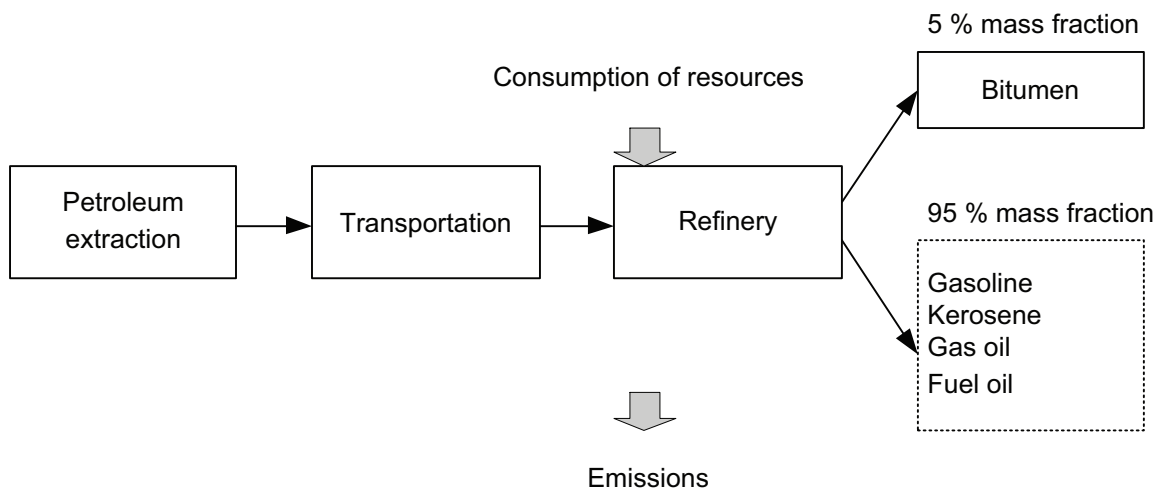 5 % mass fraction
Consumption of resources
Bitumen
Petroleum
extraction
Transportation
Refinery
95 % mass fraction
Gasoline
Kerosene
Gas oil
Fuel oil
Emissions